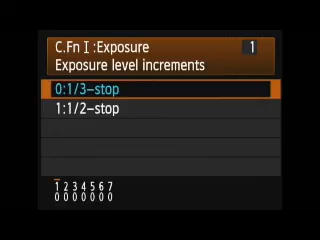 C.Fn I :Exposure 1
Exposure level increments
0:1/3-stop
1:1/2-stop
1 2 3 4 5 6 7
0 0 0 0 0 0 0